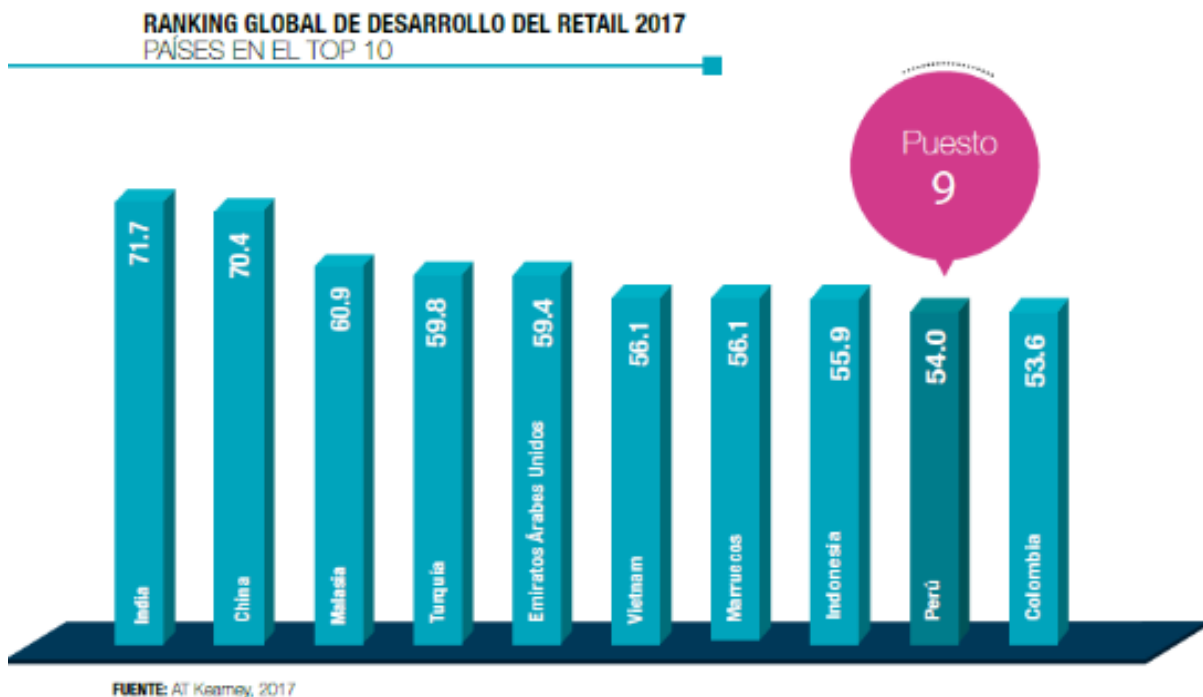 RANKING GLOBAL DE DESARROLLO DEL RETAIL 2017
PAÍSES EN EL TOP 10
Puesto
9
71.7
70.4
60.9
59.8
59.4
56.1
56.1
55.9
54.0
53.6
India
China
Malasia
Turquía
Emiratos Árabes Unidos
Vietnam
Marruecos
Indonesia
Perú
Colombia
FUENTE: AT Kearney, 2017